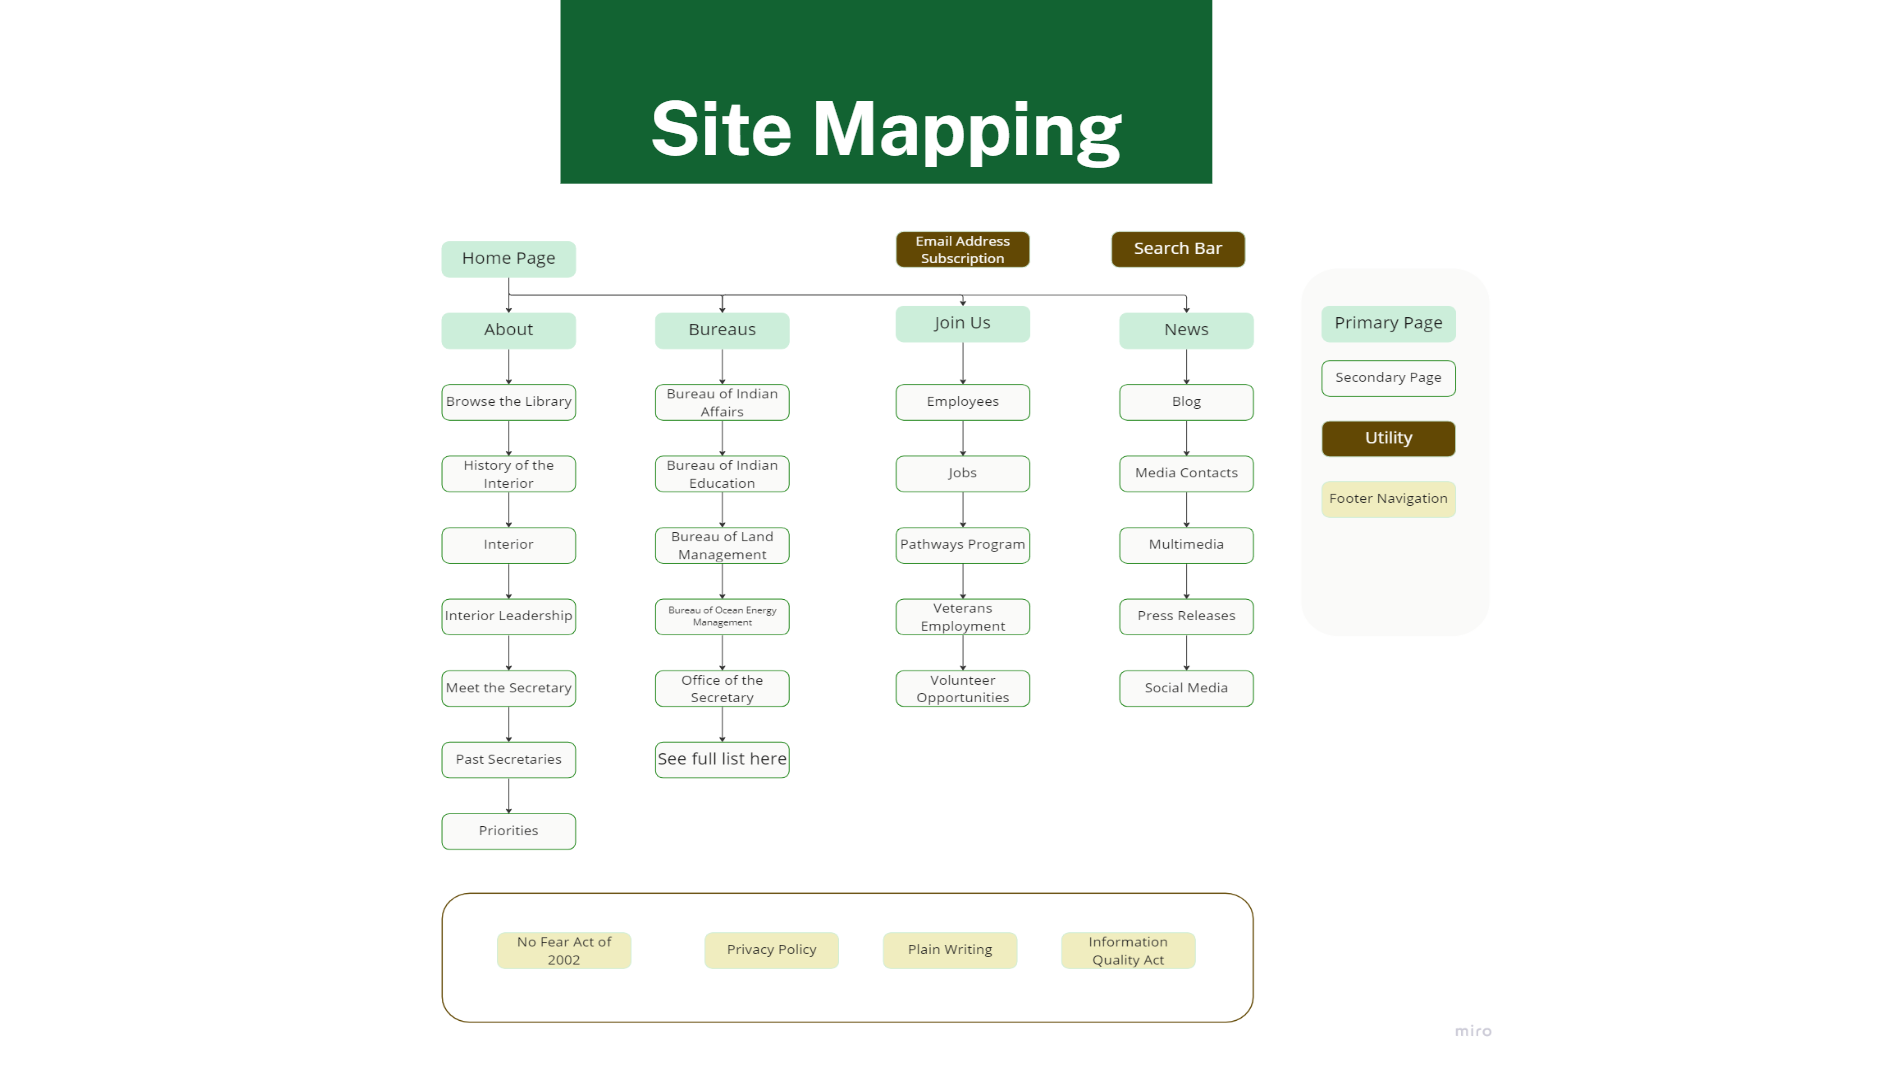 Site Mapping
Home Page
Email Address
Subscription
Search Bar
About
Bureaus
Join Us
News
Browse the Library
History of the
Interior
Interior
Interior Leadership
Meet the Secretary
Past Secretaries
Priorities
Bureau of Indian
Affairs
Bureau of Indian
Education
Bureau of Land
Management
Bureau of Ocean Energy
Management
Office of the
Secretary
See full list here
Employees
Jobs
Pathways Program
Veterans
Employment
Volunteer
Opportunities
Blog
Media Contacts
Multimedia
Press Releases
Social Media
Primary Page
Secondary Page
Utility
Footer Navigation
No Fear Act of
2002
Privacy Policy
Plain Writing
Information
Quality Act
miro